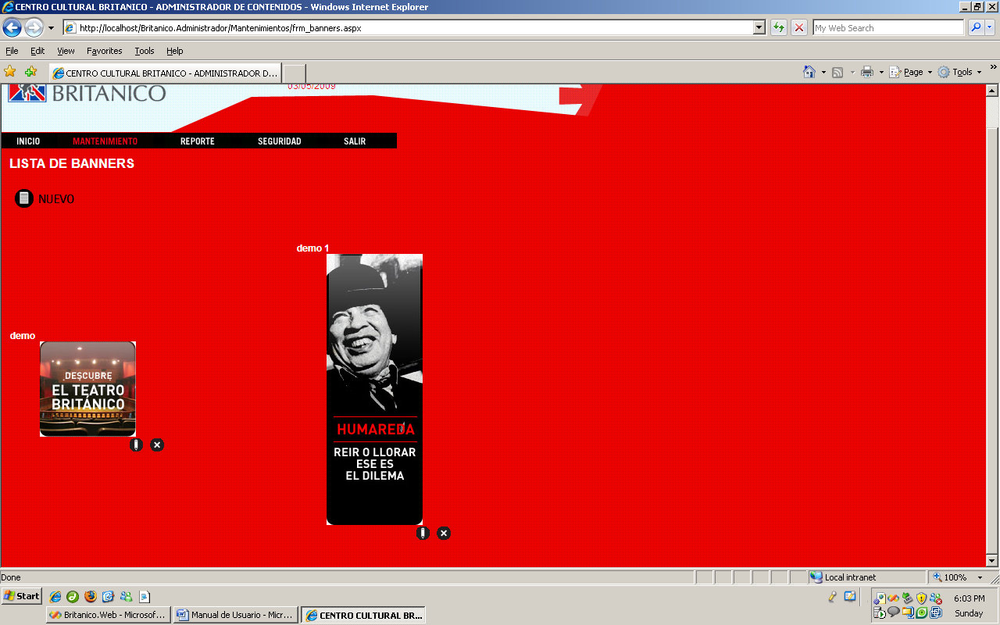 CENTRO CULTURAL BRITANICO - ADMINISTRADOR DE CONTENIDOS - Windows Internet Explorer
http://localhost/Britanico.Administrador/Mantenimientos/frm_banners.aspx
My Web Search
File Edit View Favorites Tools Help
CENTRO CULTURAL BRITANICO - ADMINISTRADOR D...
Page Tools
BRITANICO
03/05/2009
INICIO MANTENIMIENTO REPORTE SEGURIDAD SALIR
LISTA DE BANNERS
NUEVO
demo 1
demo
DESCUBRE
EL TEATRO
BRITÁNICO
HUMAREDA
REIR O LLORAR
ESE ES
EL DILEMA
Done
Local intranet
100%
Start
6:03 PM
Britanico.Web - Microsof...
Manual de Usuario - Micr...
CENTRO CULTURAL BR...
Sunday